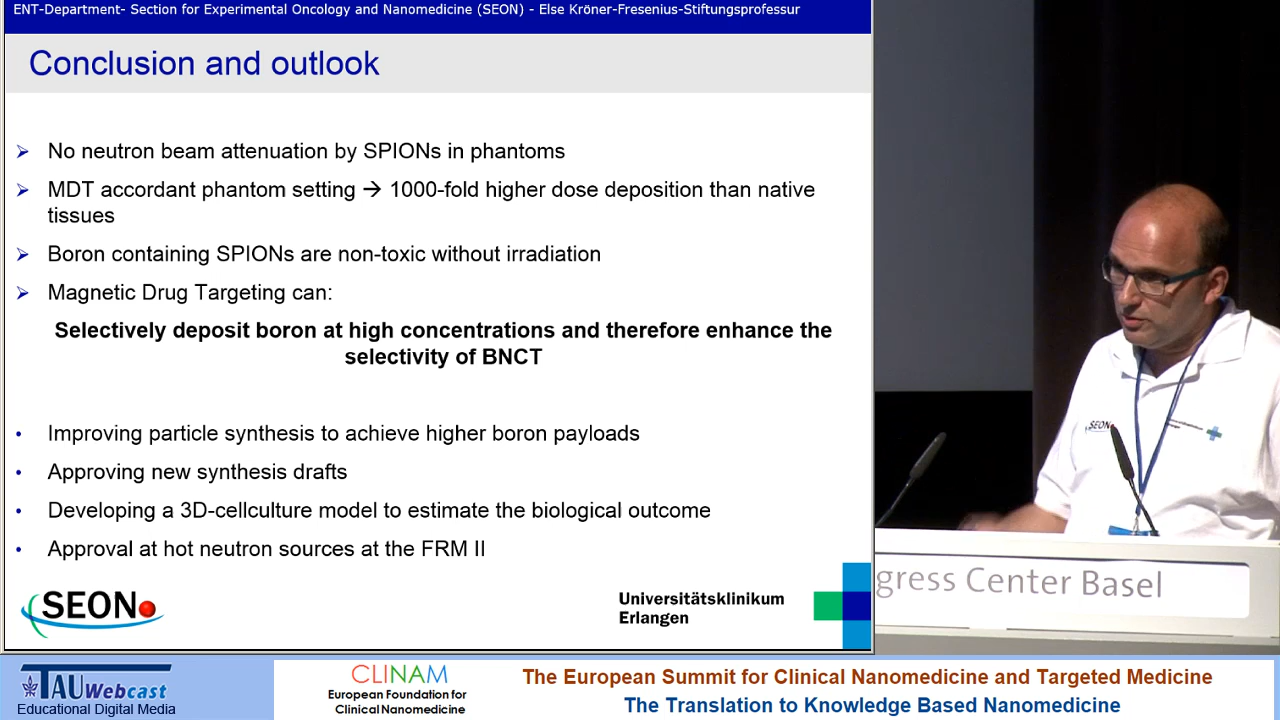 ENT-Department- Section for Experimental Oncology and Nanomedicine (SEON) - Else Kröner-Fresenius-Stiftungsprofessur
Conclusion and outlook
No neutron beam attenuation by SPIONs in phantoms
MDT accordant phantom setting → 1000-fold higher dose deposition than native
tissues
Boron containing SPIONs are non-toxic without irradiation
Magnetic Drug Targeting can:
Selectively deposit boron at high concentrations and therefore enhance the
selectivity of BNCT
Improving particle synthesis to achieve higher boron payloads
Approving new synthesis drafts
Developing a 3D-cellculture model to estimate the biological outcome
Approval at hot neutron sources at the FRM II
SEON
Universitätsklinikum
Erlangen
SEON
gress Center Basel
TAU Webcast
Educational Digital Media
CLINAM
European Foundation for
Clinical Nanomedicine
The European Summit for Clinical Nanomedicine and Targeted Medicine
The Translation to Knowledge Based Nanomedicine